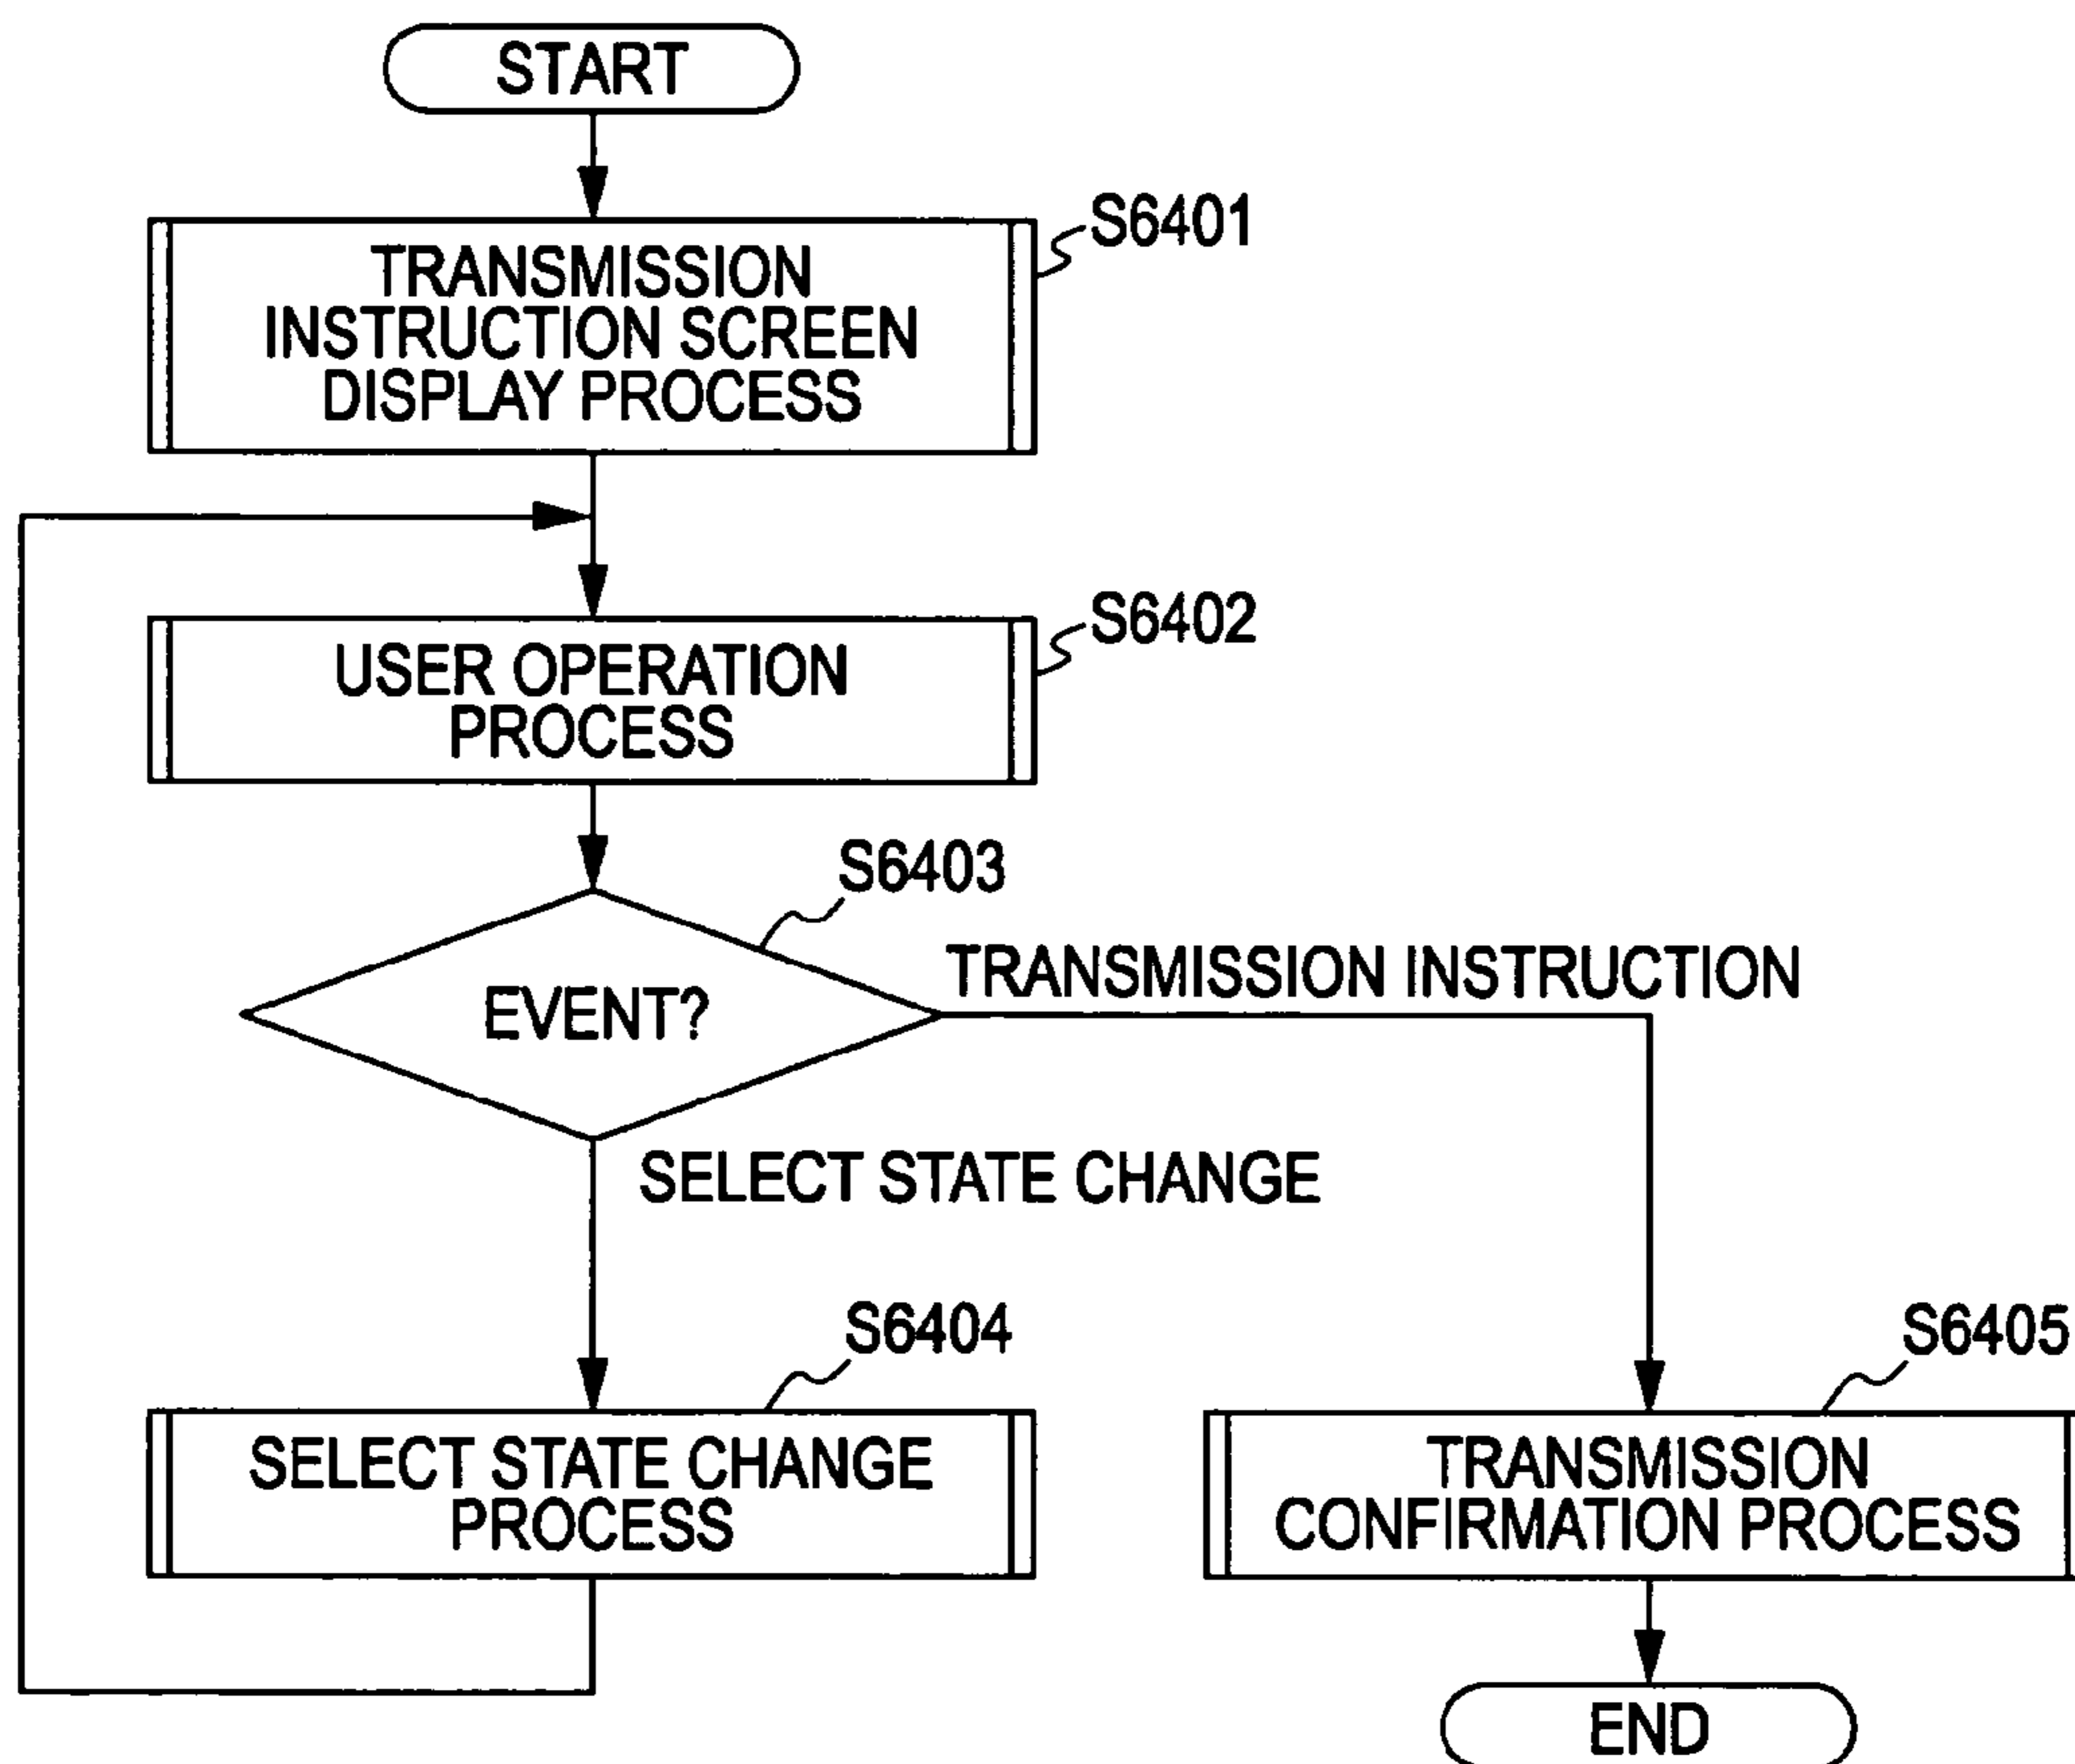 START
S6401
TRANSMISSION
INSTRUCTION SCREEN
DISPLAY PROCESS
S6402
USER OPERATION
PROCESS
S6403
EVENT?
TRANSMISSION INSTRUCTION
SELECT STATE CHANGE
S6404
SELECT STATE CHANGE
PROCESS
S6405
TRANSMISSION
CONFIRMATION PROCESS
END